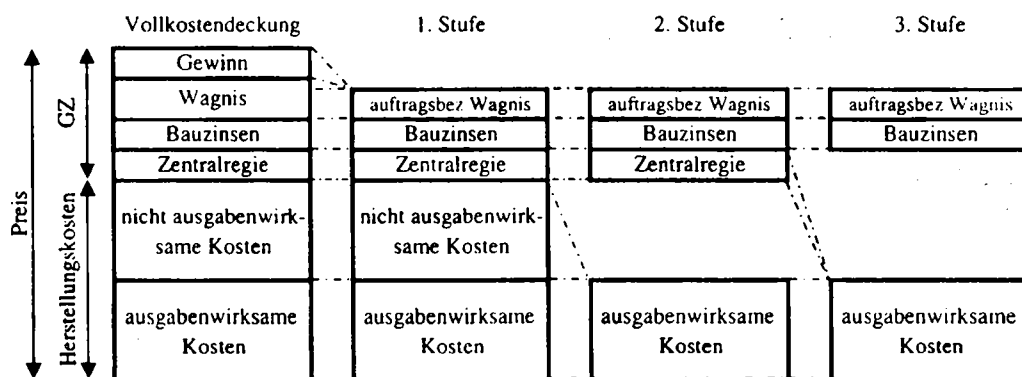 Vollkostendeckung
1. Stufe
2. Stufe
3. Stufe
Preis
GZ
Herstellungskosten
Gewinn
Wagnis
Bauzinsen
Zentralregie
nicht ausgabenwirk-
same Kosten
ausgabenwirksame
Kosten
auftragsbez Wagnis
Bauzinsen
Zentralregie
nicht ausgabenwirk-
same Kosten
ausgabenwirksame
Kosten
auftragsbez Wagnis
Bauzinsen
Zentralregie
ausgabenwirksame
Kosten
auftragsbez Wagnis
Bauzinsen
ausgabenwirksame
Kosten